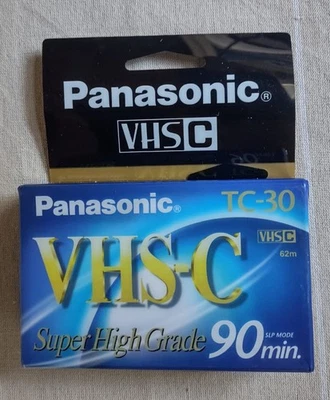 Panasonic®
VHS C
Panasonic® TC-30
VHS C
62m
VHS-C
Super High Grade 90 min.
SLP MODE